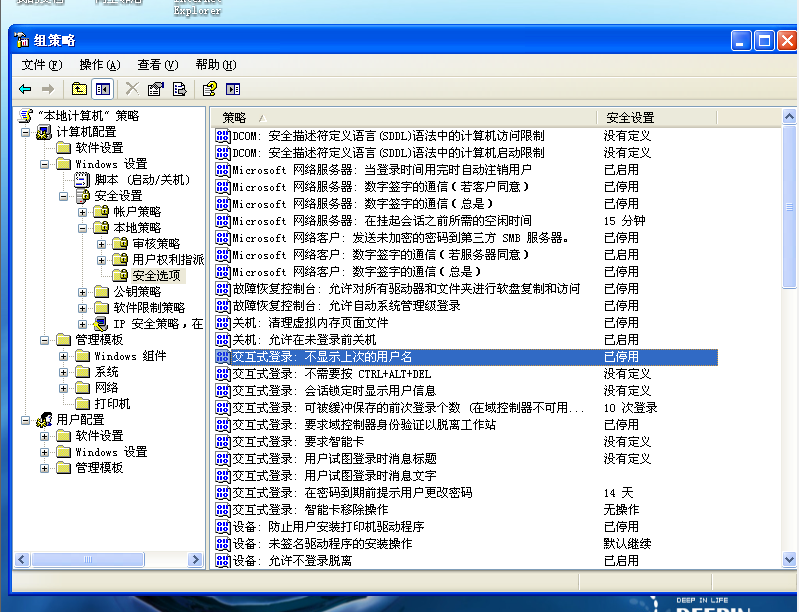 Internet
Explorer
组策略
文件(F) 操作(A) 查看(V) 帮助(H)
"本地计算机" 策略
计算机配置
软件设置
Windows 设置
脚本 (启动/关机)
安全设置
帐户策略
本地策略
审核策略
用户权利指派
安全选项
公钥策略
软件限制策略
IP 安全策略，在
管理模板
Windows 组件
系统
网络
打印机
用户配置
软件设置
Windows 设置
管理模板
策略 安全设置
DCOM: 安全描述符定义语言(SDDL)语法中的计算机访问限制 没有定义
DCOM: 安全描述符定义语言(SDDL)语法中的计算机启动限制 没有定义
Microsoft 网络服务器: 当登录时间用完时自动注销用户 已启用
Microsoft 网络服务器: 数字签字的通信(若客户同意) 已停用
Microsoft 网络服务器: 数字签字的通信(总是) 已停用
Microsoft 网络服务器: 在挂起会话之前所需的空闲时间 15 分钟
Microsoft 网络客户: 发送未加密的密码到第三方 SMB 服务器。 已停用
Microsoft 网络客户: 数字签字的通信(若服务器同意) 已启用
Microsoft 网络客户: 数字签字的通信(总是) 已停用
故障恢复控制台: 允许对所有驱动器和文件夹进行软盘复制和访问 已停用
故障恢复控制台: 允许自动系统管理级登录 已停用
关机: 清理虚拟内存页面文件 已停用
关机: 允许在未登录前关机 已启用
交互式登录: 不显示上次的用户名 已停用
交互式登录: 不需要按 CTRL+ALT+DEL 没有定义
交互式登录: 会话锁定时显示用户信息 没有定义
交互式登录: 可被缓冲保存的前次登录个数 (在域控制器不可用... 10 次登录
交互式登录: 要求域控制器身份验证以脱离工作站 已停用
交互式登录: 要求智能卡 没有定义
交互式登录: 用户试图登录时消息标题 没有定义
交互式登录: 用户试图登录时消息文字
交互式登录: 在密码到期前提示用户更改密码 14 天
交互式登录: 智能卡移除操作 无操作
设备: 防止用户安装打印机驱动程序 已停用
设备: 未签名驱动程序的安装操作 默认继续
设备: 允许不登录脱离 已启用
DEEP IN LIFE